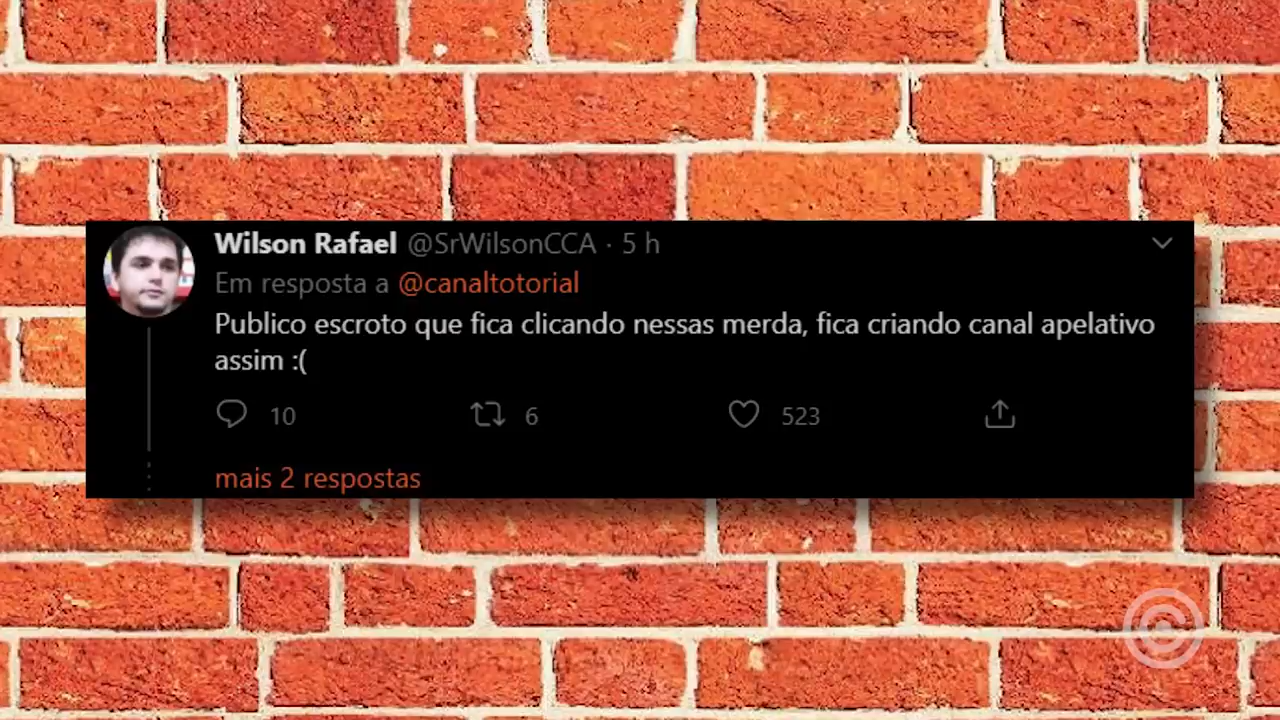 Wilson Rafael @SrWilsonCCA · 5 h
Em resposta a @canaltotorial
Publico escroto que fica clicando nessas merda, fica criando canal apelativo
assim :(
10 6 523
mais 2 respostas